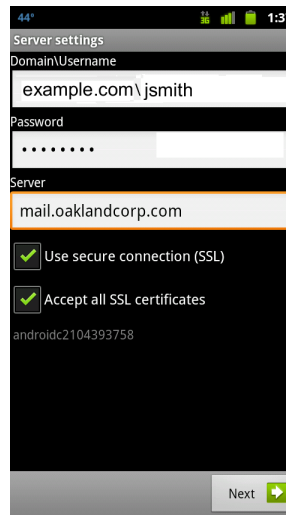 44° 3G 1:3
Server settings
Domain\Username
example.com\jsmith
Password
••••••••
Server
mail.oaklandcorp.com
Use secure connection (SSL)
Accept all SSL certificates
androidc2104393758
Next